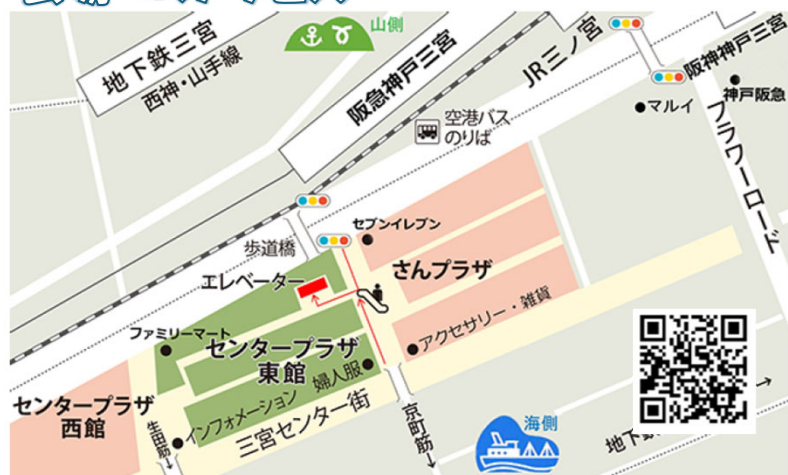 山側
地下鉄三宮
西神・山手線
阪急神戸三宮
JR三ノ宮
阪神神戸三宮
神戸阪急
マルイ
フラワーロード
空港バス
のりば
セブンイレブン
歩道橋
さんプラザ
エレベーター
ファミリーマート
センタープラザ
東館
アクセサリー・雑貨
婦人服
インフォメーション
センタープラザ
西館
三宮センター街
生田筋→
京町筋→
海側
地下鉄